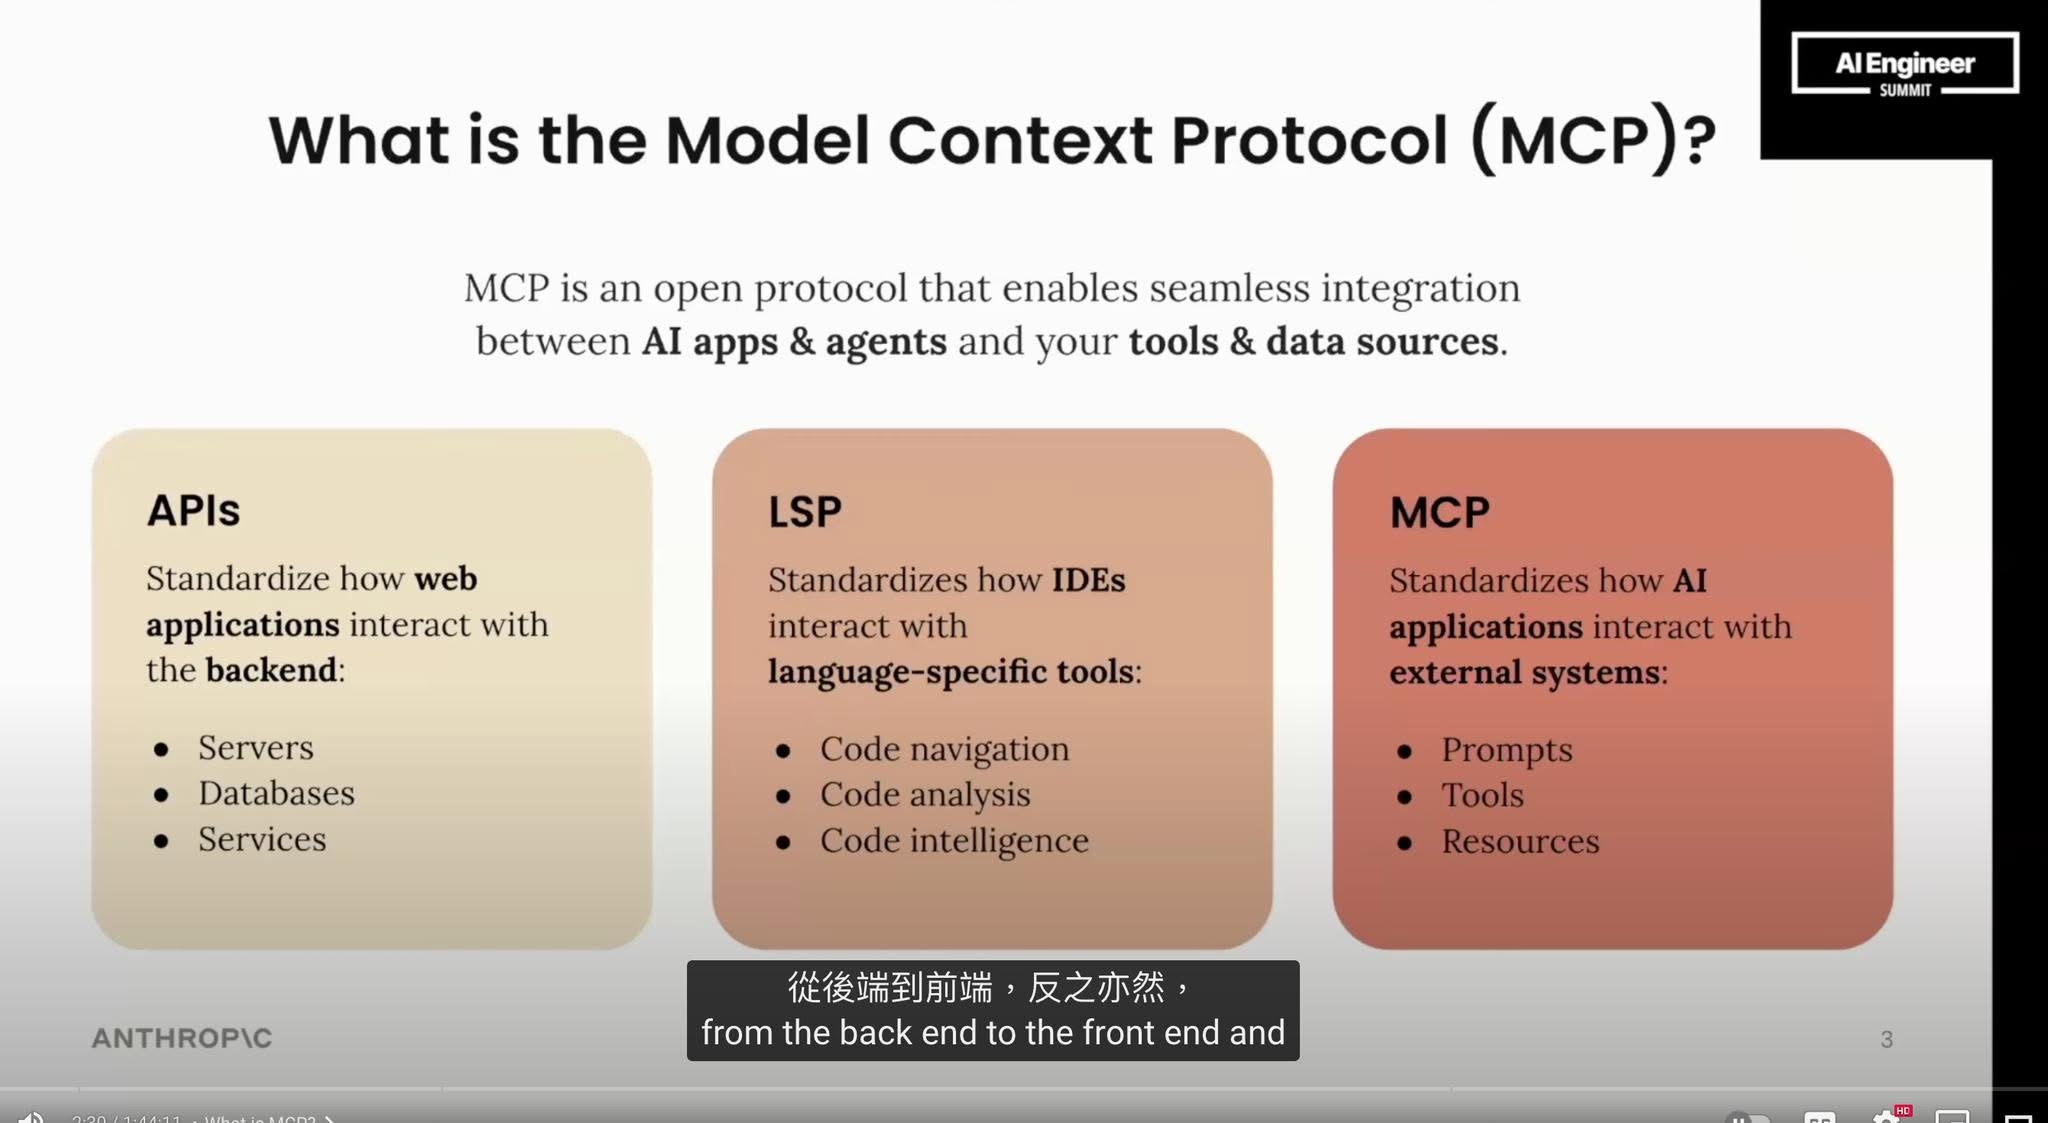 AI Engineer
SUMMIT
What is the Model Context Protocol (MCP)?
MCP is an open protocol that enables seamless integration
between AI apps & agents and your tools & data sources.
APIs
Standardize how web
applications interact with
the backend:
● Servers
● Databases
● Services
LSP
Standardizes how IDEs
interact with
language-specific tools:
● Code navigation
● Code analysis
● Code intelligence
MCP
Standardizes how AI
applications interact with
external systems:
● Prompts
● Tools
● Resources
從後端到前端，反之亦然，
from the back end to the front end and
ANTHROP\C
3
2:30 / 1:44:11 • What is MCP? >
HD